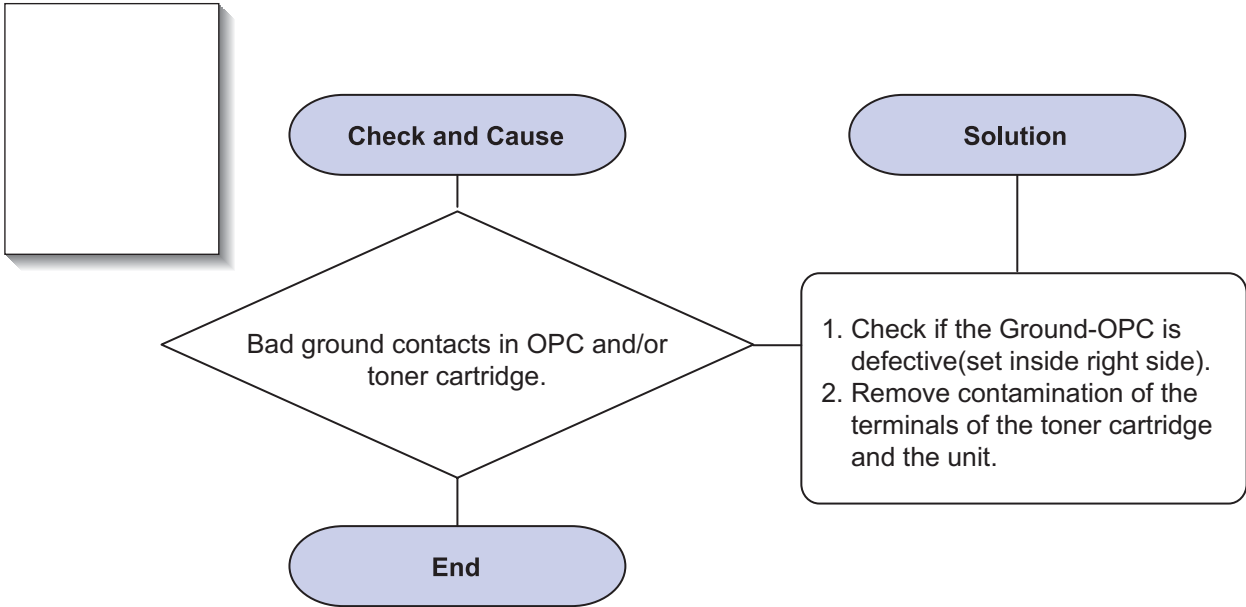 Check and Cause
Solution
Bad ground contacts in OPC and/or
toner cartridge.
1. Check if the Ground-OPC is
defective(set inside right side).
2. Remove contamination of the
terminals of the toner cartridge
and the unit.
End